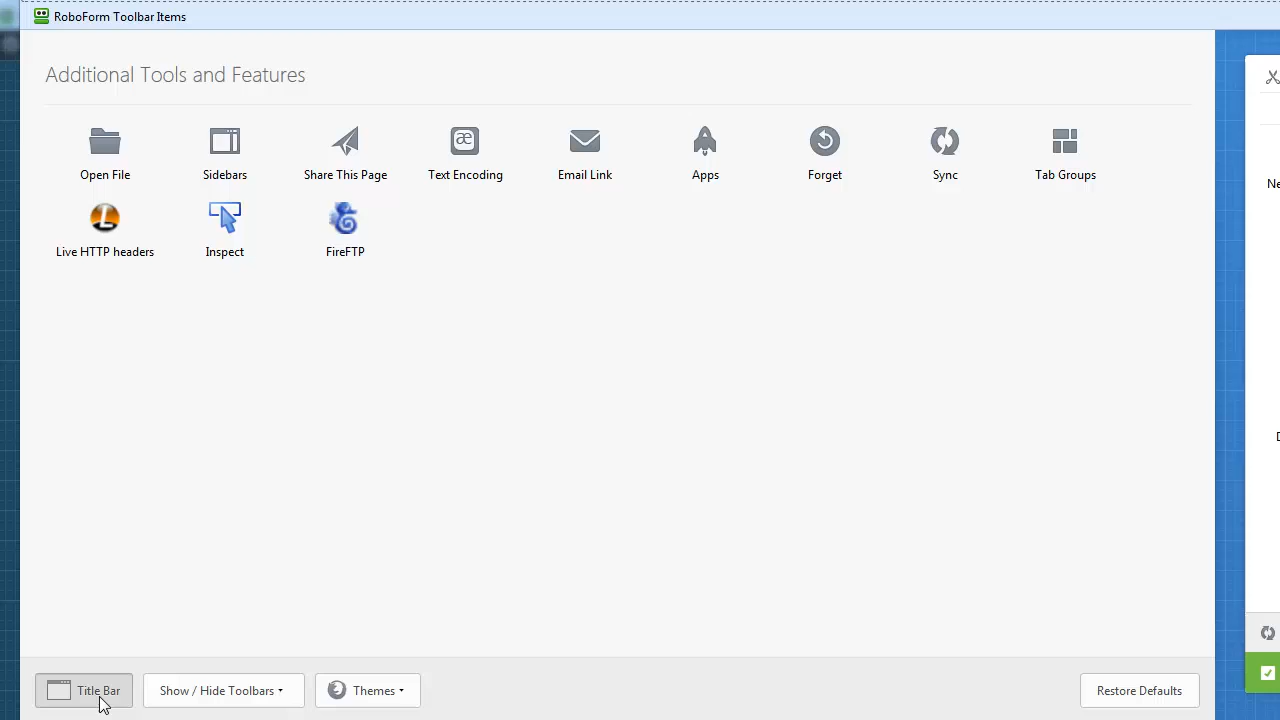 RoboForm Toolbar Items
Additional Tools and Features
Open File
Sidebars
Share This Page
Text Encoding
Email Link
Apps
Forget
Sync
Tab Groups
Live HTTP headers
Inspect
FireFTP
Title Bar
Show / Hide Toolbars
Themes
Restore Defaults